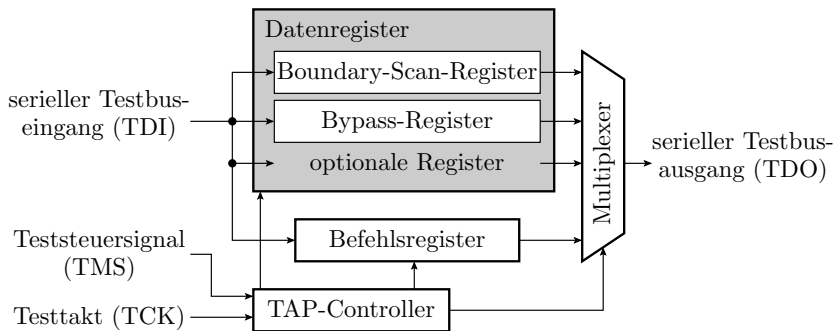 Datenregister
Boundary-Scan-Register
serieller Testbus-
eingang (TDI)
Bypass-Register
optionale Register
Multiplexer
serieller Testbus-
ausgang (TDO)
Befehlsregister
Teststeuersignal
(TMS)
TAP-Controller
Testtakt (TCK)